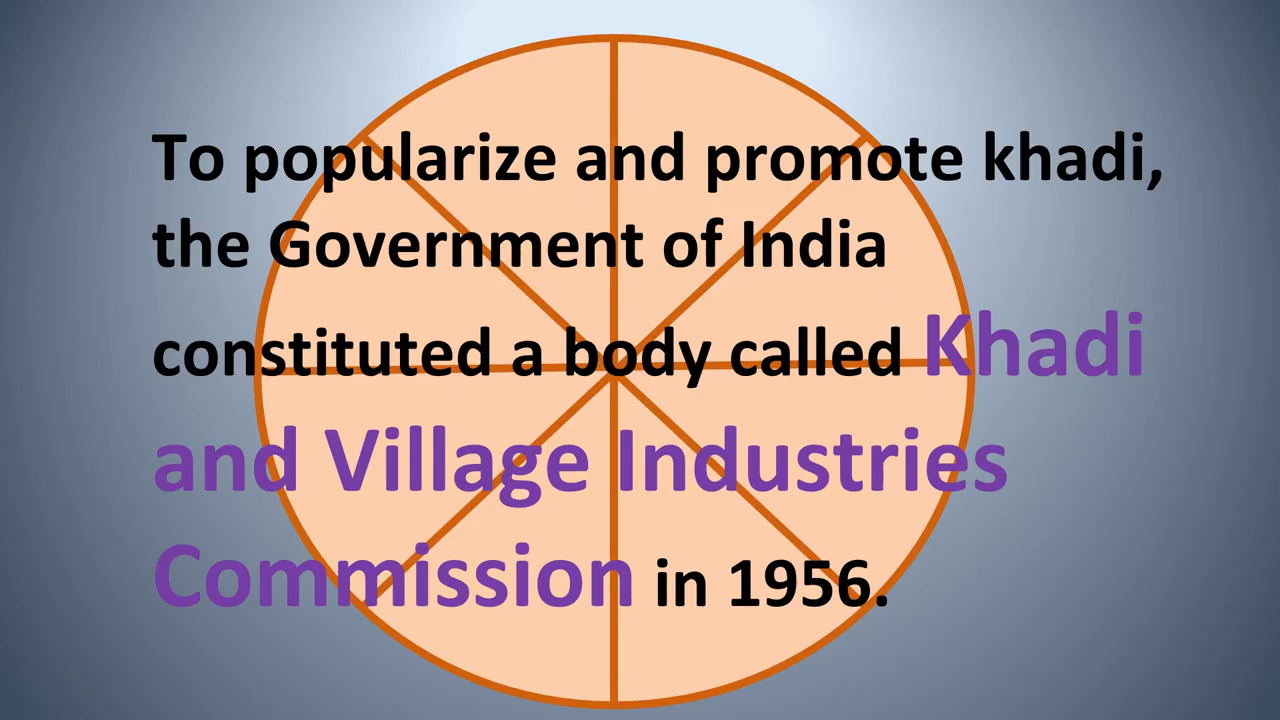 To popularize and promote khadi,
the Government of India
constituted a body called Khadi
and Village Industries
Commission in 1956.